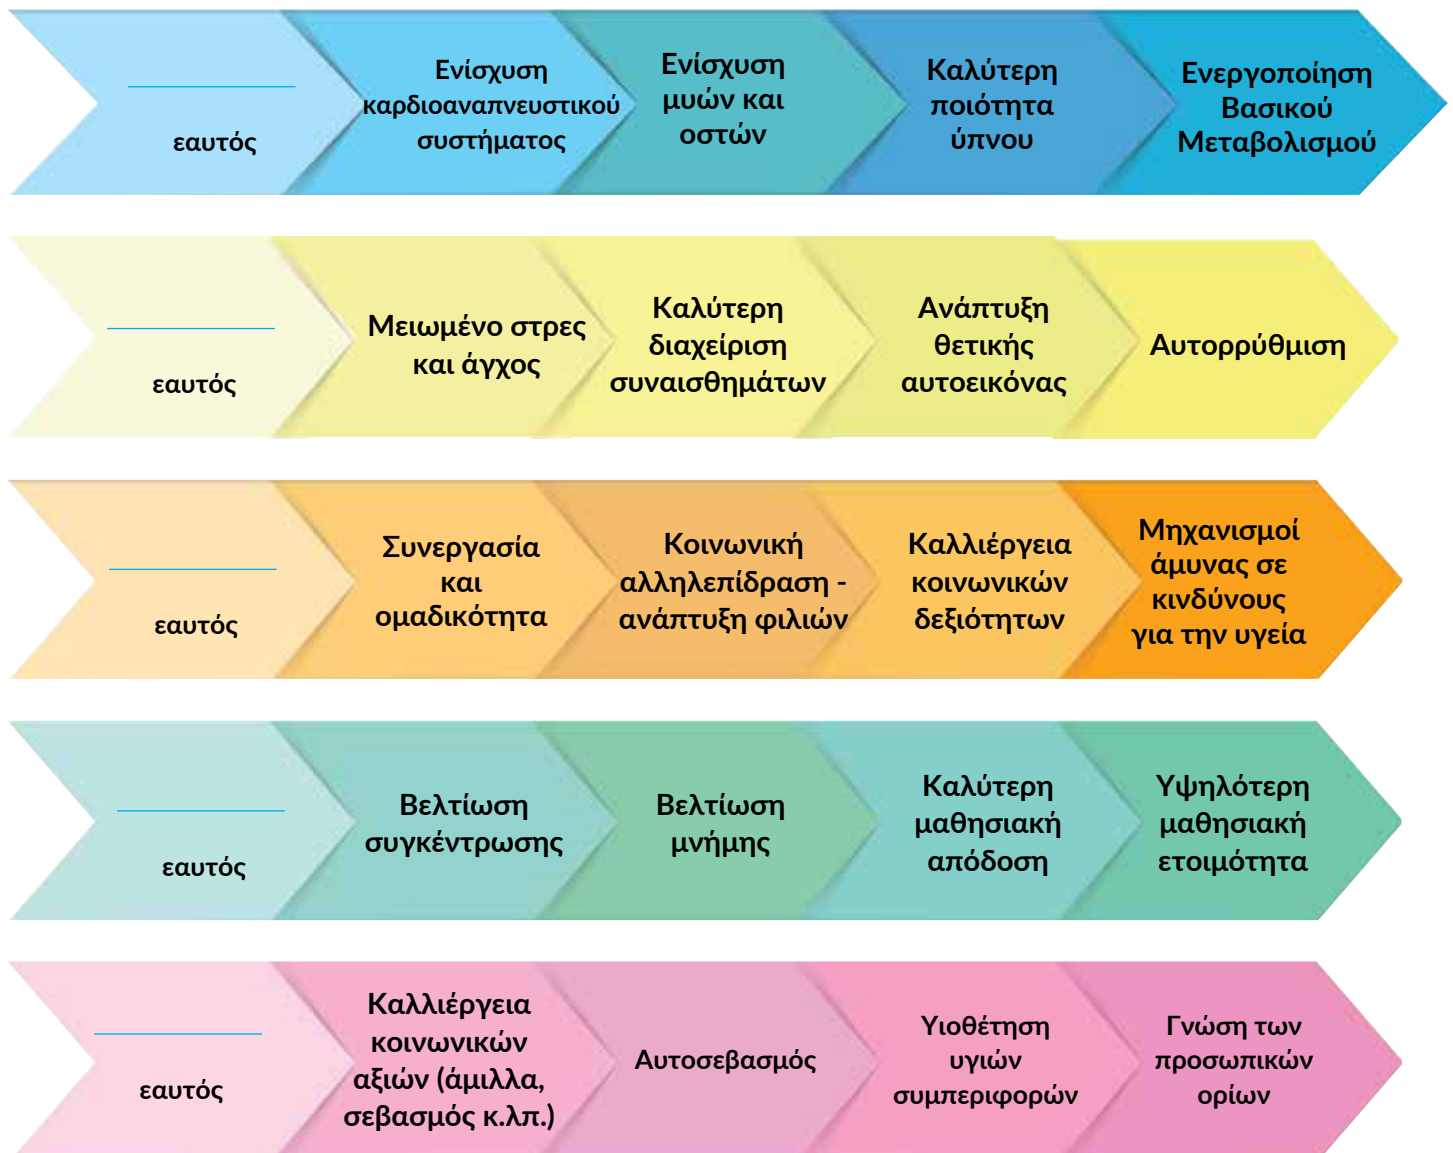 εαυτός
Ενίσχυση
καρδιοαναπνευστικού
συστήματος
Ενίσχυση
μυών και
οστών
Καλύτερη
ποιότητα
ύπνου
Ενεργοποίηση
Βασικού
Μεταβολισμού
εαυτός
Μειωμένο στρες
και άγχος
Καλύτερη
διαχείριση
συναισθημάτων
Ανάπτυξη
θετικής
αυτοεικόνας
Αυτορρύθμιση
εαυτός
Συνεργασία
και
ομαδικότητα
Κοινωνική
αλληλεπίδραση -
ανάπτυξη φιλιών
Καλλιέργεια
κοινωνικών
δεξιότητων
Μηχανισμοί
άμυνας σε
κινδύνους
για την υγεία
εαυτός
Βελτίωση
συγκέντρωσης
Βελτίωση
μνήμης
Καλύτερη
μαθησιακή
απόδοση
Υψηλότερη
μαθησιακή
ετοιμότητα
εαυτός
Καλλιέργεια
κοινωνικών
αξιών (άμιλλα,
σεβασμός κ.λπ.)
Αυτοσεβασμός
Υιοθέτηση
υγιών
συμπεριφορών
Γνώση των
προσωπικών
ορίων